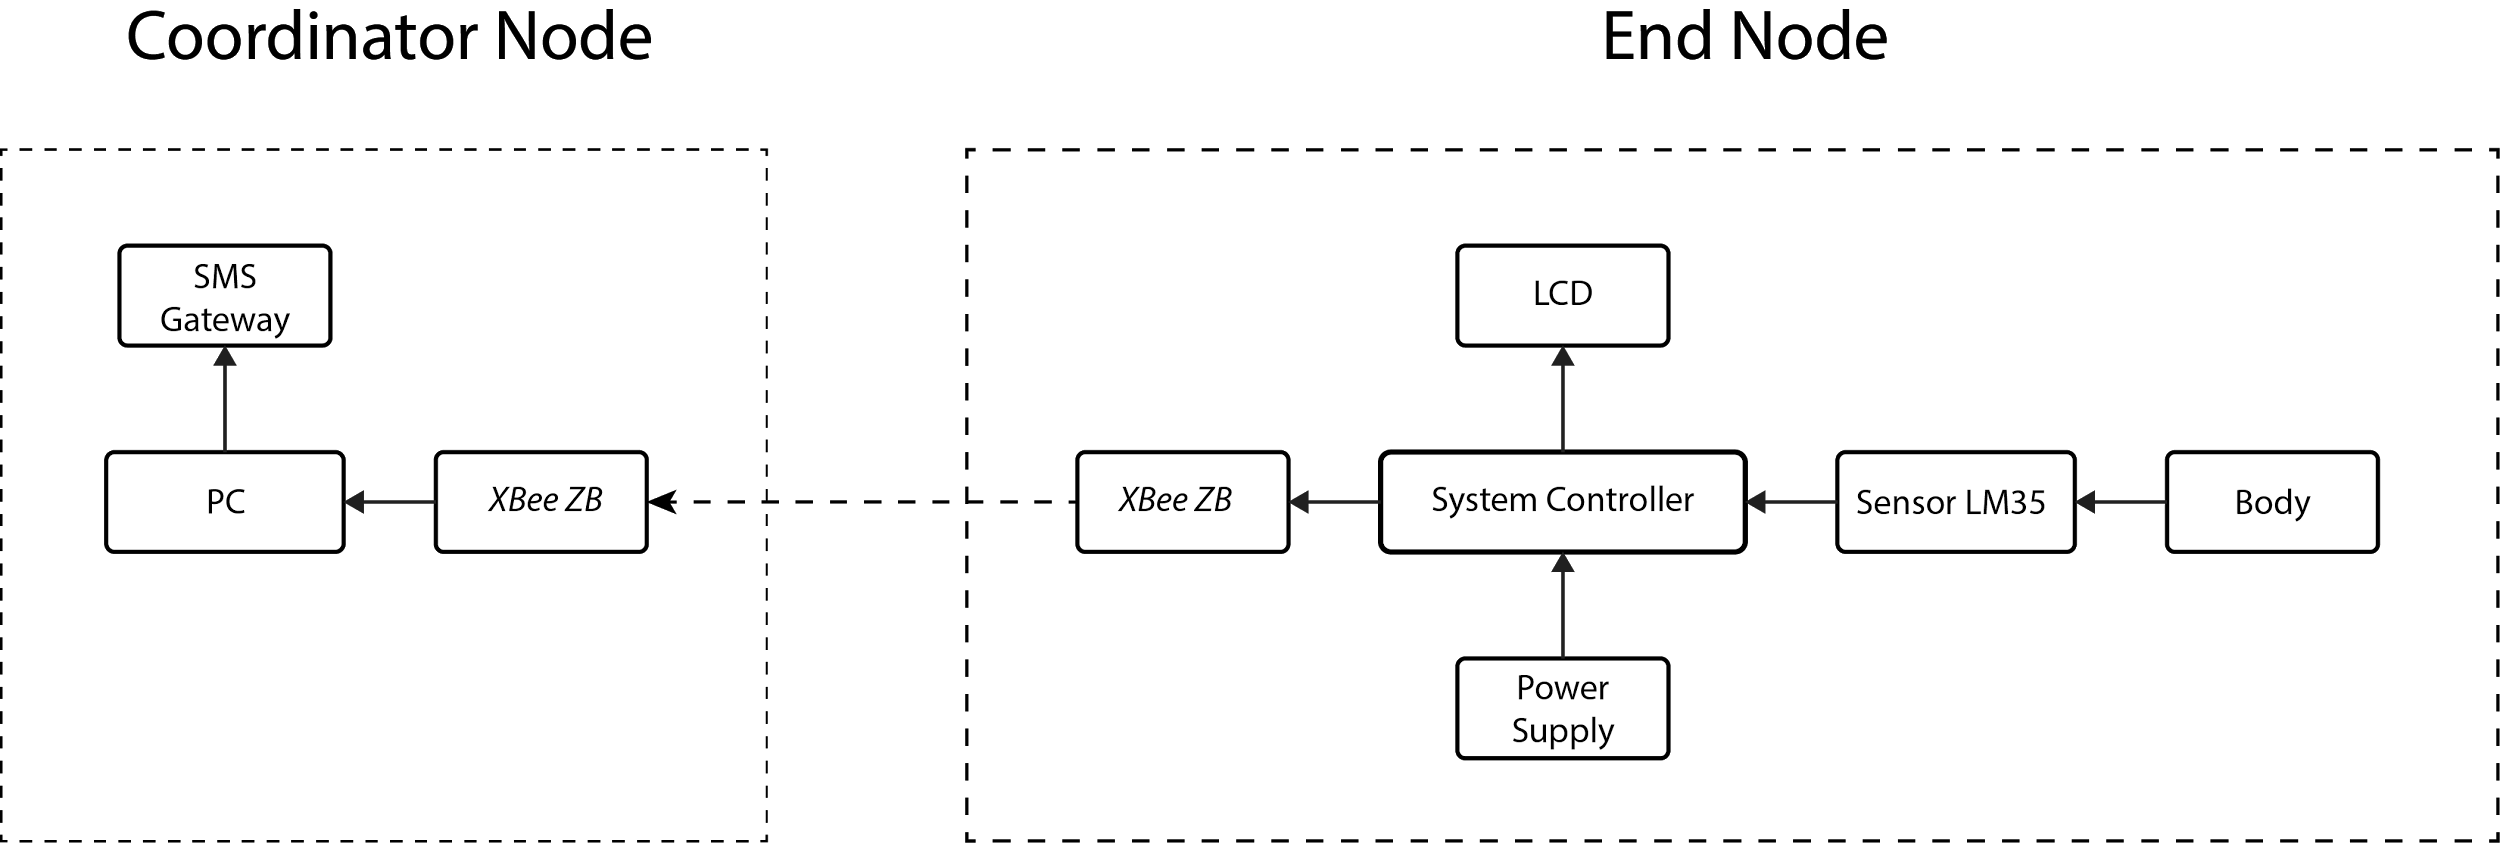 Coordinator Node
End Node
SMS
Gateway
LCD
PC
XBee ZB
XBee ZB
System Controller
Sensor LM35
Body
Power
Supply